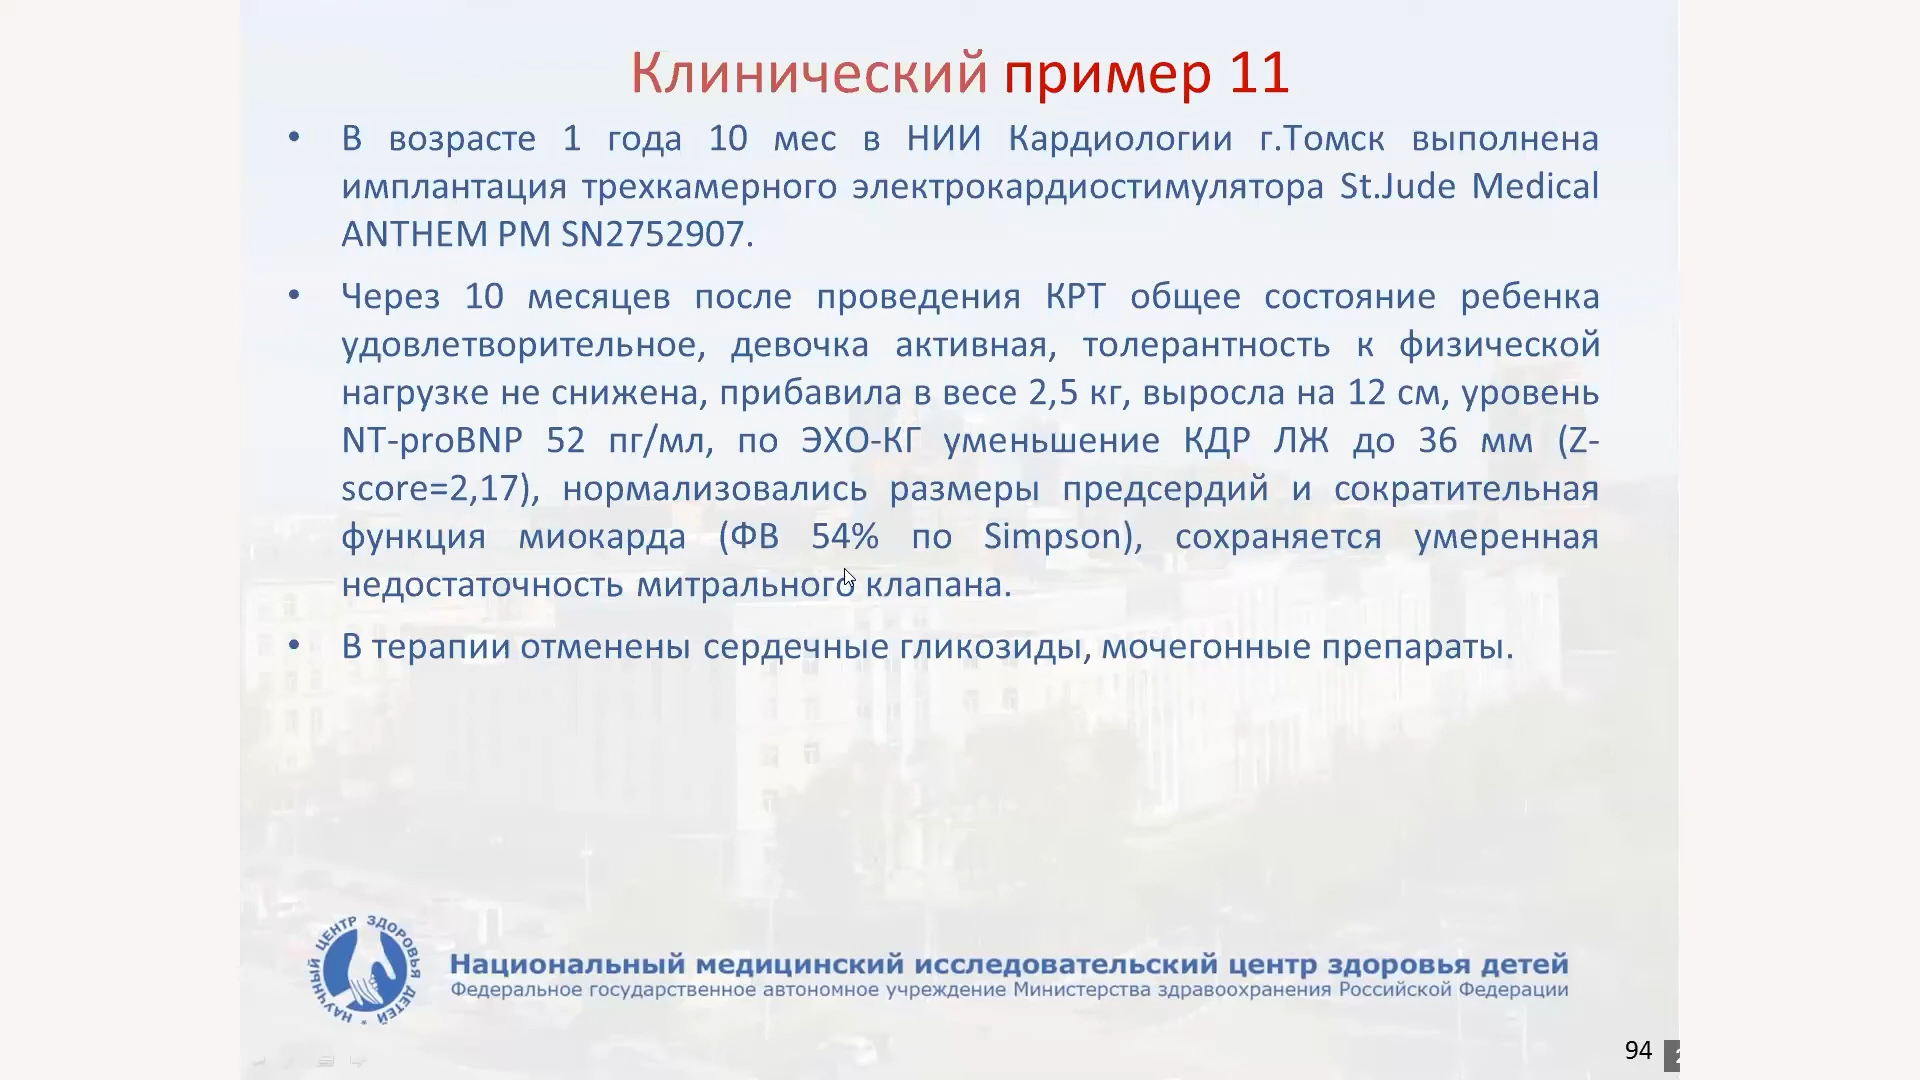 Клинический пример 11
• В возрасте 1 года 10 мес в НИИ Кардиологии г.Томск выполнена
имплантация трехкамерного электрокардиостимулятора St.Jude Medical
ANTHEM PM SN2752907.
• Через 10 месяцев после проведения КРТ общее состояние ребенка
удовлетворительное, девочка активная, толерантность к физической
нагрузке не снижена, прибавила в весе 2,5 кг, выросла на 12 см, уровень
NT-proBNP 52 пг/мл, по ЭХО-КГ уменьшение КДР ЛЖ до 36 мм (Z-
score=2,17), нормализовались размеры предсердий и сократительная
функция миокарда (ФВ 54% по Simpson), сохраняется умеренная
недостаточность митрального клапана.
• В терапии отменены сердечные гликозиды, мочегонные препараты.
НАУЧНЫЙ ЦЕНТР ЗДОРОВЬЯ ДЕТЕЙ
Национальный медицинский исследовательский центр здоровья детей
Федеральное государственное автономное учреждение Министерства здравоохранения Российской Федерации
94